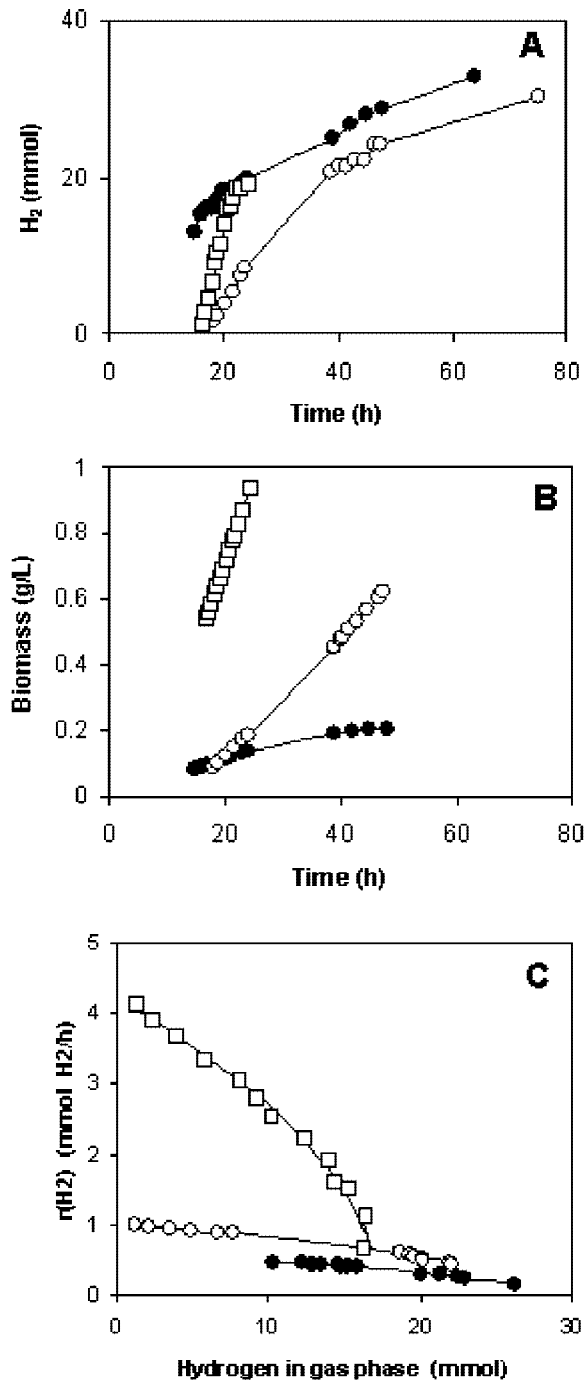 A
40
20
0
H₂ (mmol)
0 20 40 60 80
Time (h)
B
1
0.8
0.6
0.4
0.2
0
Biomass (g/L)
0 20 40 60 80
Time (h)
C
5
4
3
2
1
0
r(H2) (mmol H2/h)
0 10 20 30
Hydrogen in gas phase (mmol)